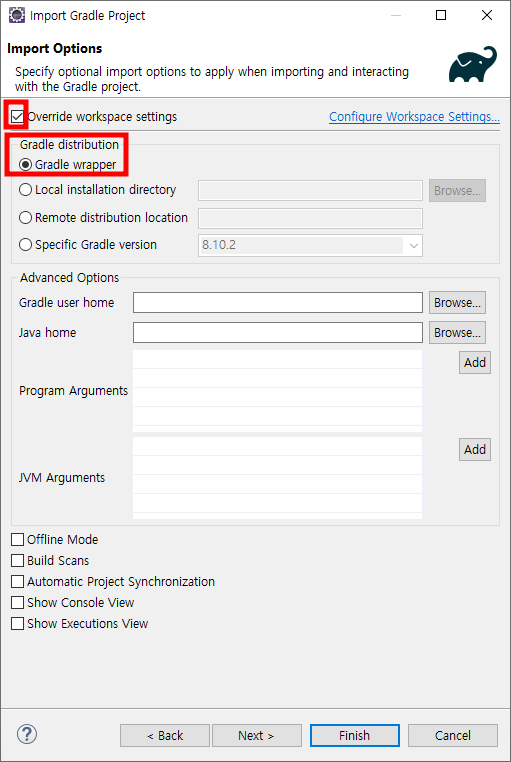 Import Gradle Project
Import Options
Specify optional import options to apply when importing and interacting
with the Gradle project.
Override workspace settings
Configure Workspace Settings...
Gradle distribution
Gradle wrapper
Local installation directory
Browse...
Remote distribution location
Specific Gradle version
8.10.2
Advanced Options
Gradle user home
Browse...
Java home
Browse...
Add
Program Arguments
Add
JVM Arguments
Offline Mode
Build Scans
Automatic Project Synchronization
Show Console View
Show Executions View
?
< Back
Next >
Finish
Cancel